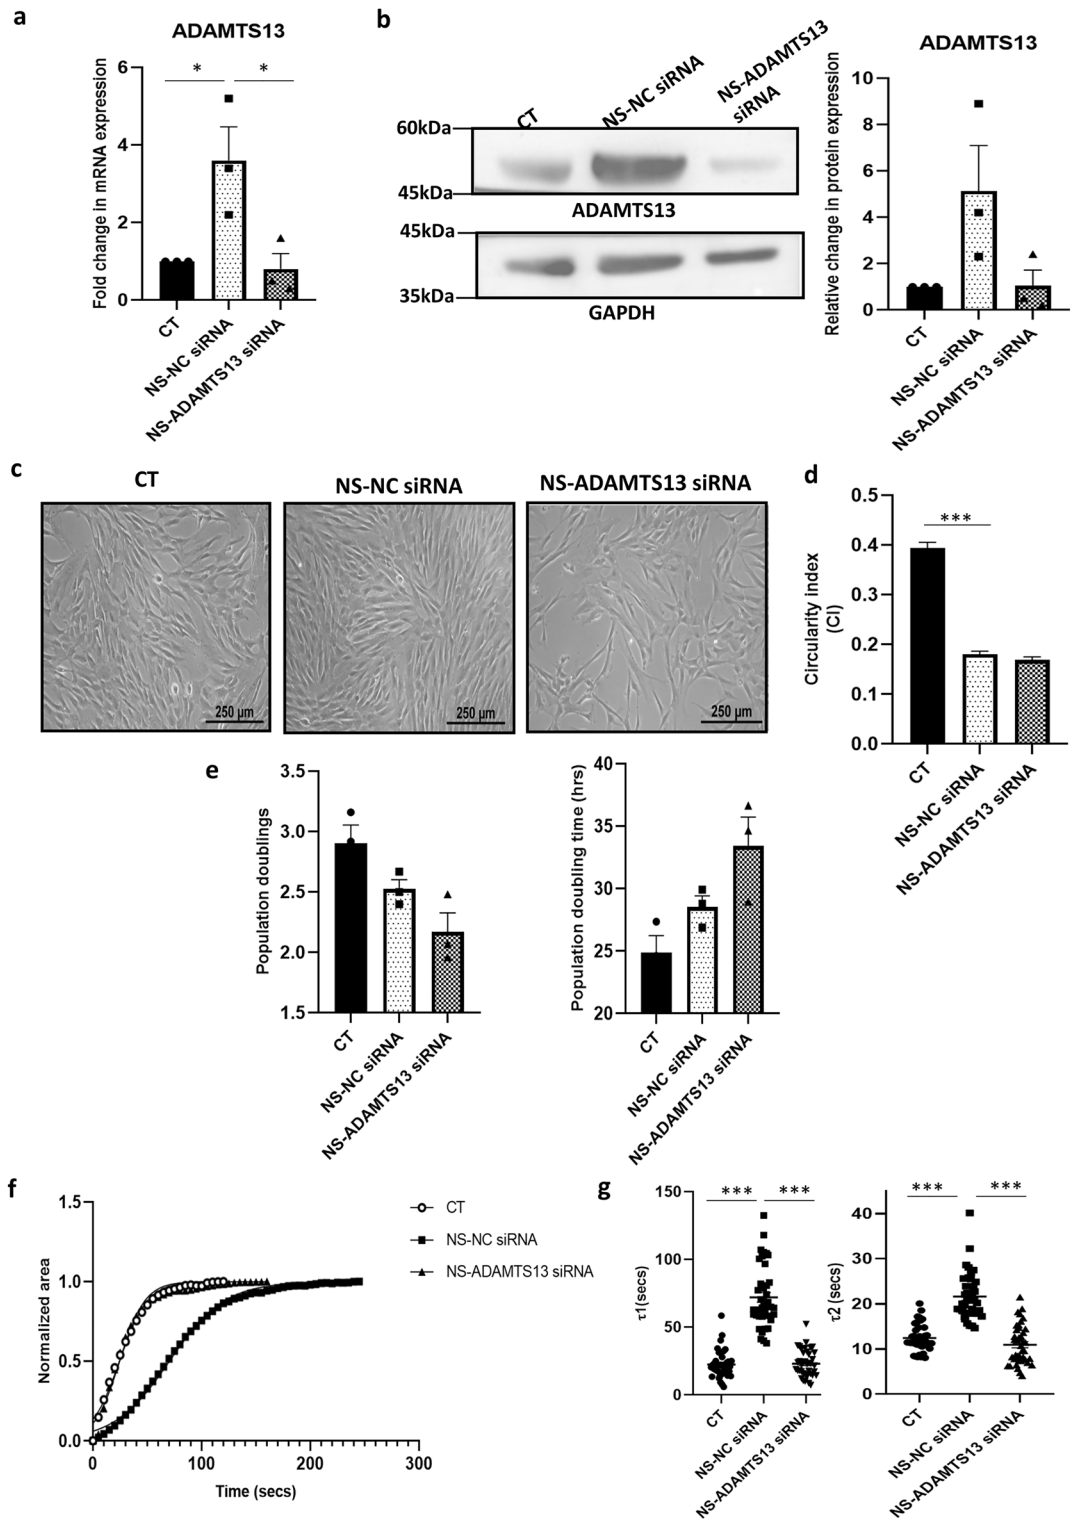 a
ADAMTS13
Fold change in mRNA expression
6
4
2
0
*
*
CT
NS-NC siRNA
NS-ADAMTS13 siRNA
b
CT
NS-NC siRNA
NS-ADAMTS13
siRNA
60kDa
45kDa
ADAMTS13
45kDa
35kDa
GAPDH
ADAMTS13
Relative change in protein expression
10
8
6
4
2
0
CT
NS-NC siRNA
NS-ADAMTS13 siRNA
c
CT
NS-NC siRNA
NS-ADAMTS13 siRNA
250 µm
250 µm
250 µm
d
Circularity index
(CI)
0.5
0.4
0.3
0.2
0.1
0.0
***
CT
NS-NC siRNA
NS-ADAMTS13 siRNA
e
Population doublings
3.5
3.0
2.5
2.0
1.5
CT
NS-NC siRNA
NS-ADAMTS13 siRNA
Population doubling time (hrs)
40
35
30
25
20
CT
NS-NC siRNA
NS-ADAMTS13 siRNA
f
Normalized area
1.5
1.0
0.5
0.0
0
100
200
300
Time (secs)
CT
NS-NC siRNA
NS-ADAMTS13 siRNA
g
τ1(secs)
150
100
50
0
***
***
CT
NS-NC siRNA
NS-ADAMTS13 siRNA
τ2 (secs)
40
30
20
10
0
***
***
CT
NS-NC siRNA
NS-ADAMTS13 siRNA